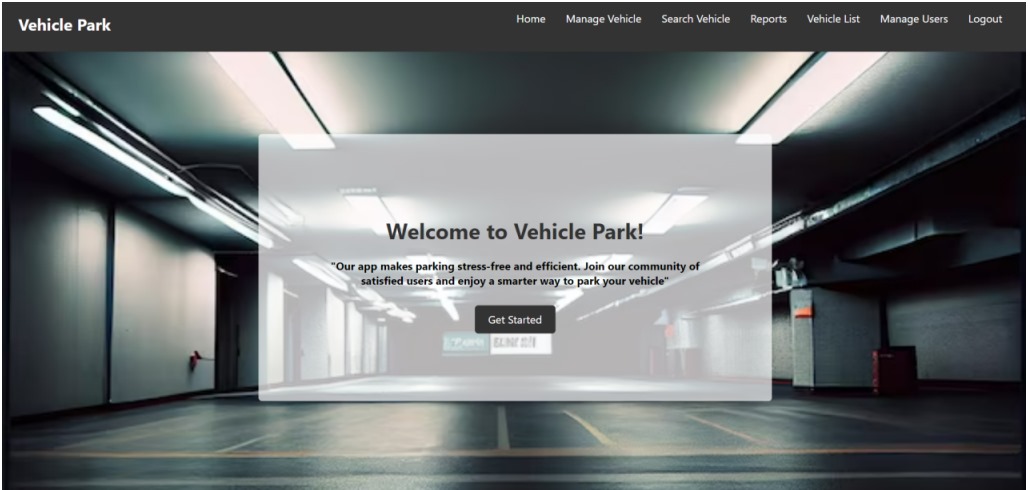 Vehicle Park
Home Manage Vehicle Search Vehicle Reports Vehicle List Manage Users Logout
Welcome to Vehicle Park!
"Our app makes parking stress-free and efficient. Join our community of
satisfied users and enjoy a smarter way to park your vehicle"
Get Started